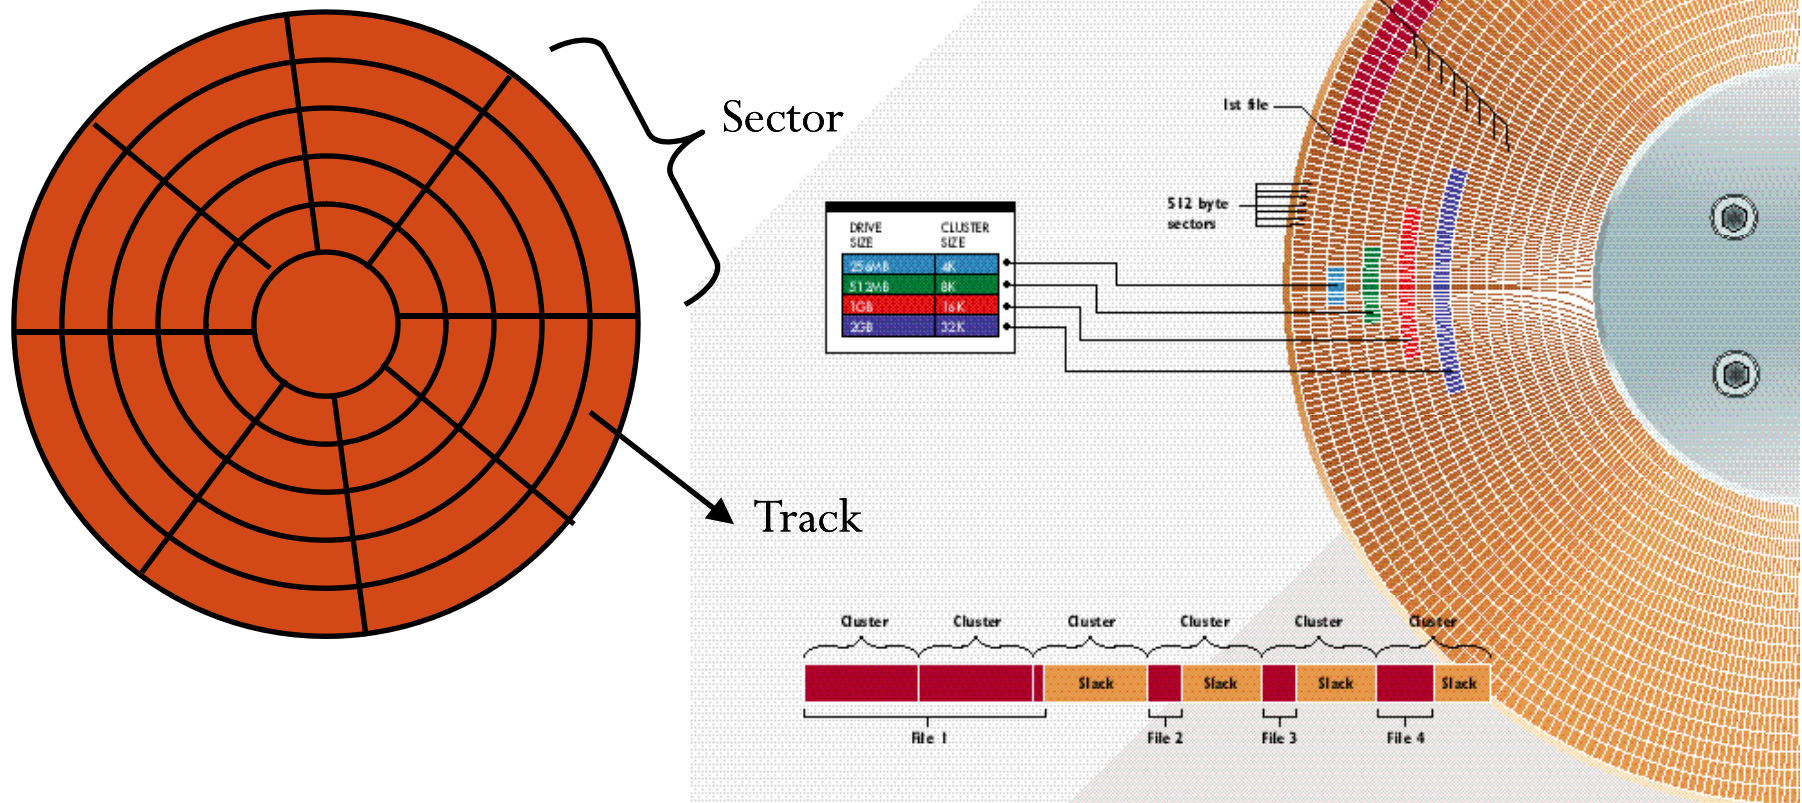 Sector
Track
1st file
512 byte
sectors
DRIVE SIZE CLUSTER SIZE
256MB 4K
512MB 8K
1GB 16K
2GB 32K
Cluster Cluster Cluster Cluster Cluster Cluster
Slack Slack Slack Slack
File 1 File 2 File 3 File 4